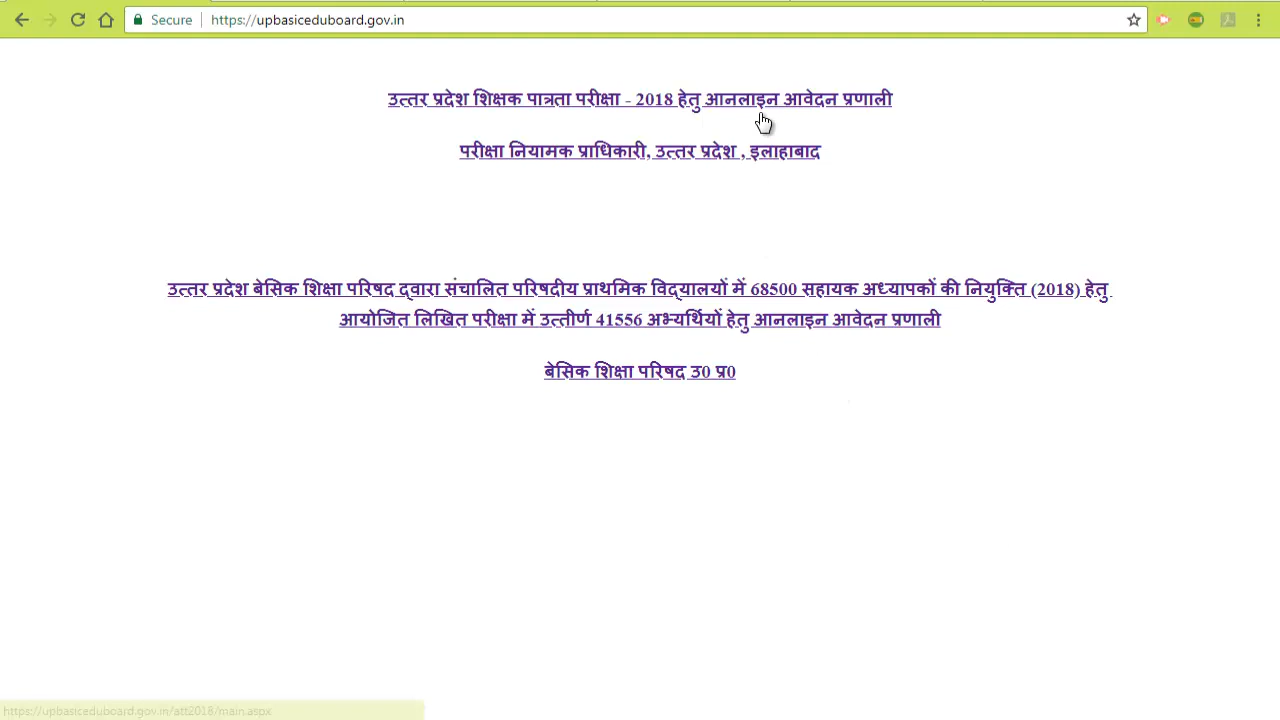 Secure https://upbasiceduboard.gov.in
उत्तर प्रदेश शिक्षक पात्रता परीक्षा - 2018 हेतु आनलाइन आवेदन प्रणाली
परीक्षा नियामक प्राधिकारी, उत्तर प्रदेश , इलाहाबाद
उत्तर प्रदेश बेसिक शिक्षा परिषद द्वारा संचालित परिषदीय प्राथमिक विद्यालयों में 68500 सहायक अध्यापकों की नियुक्ति (2018) हेतु
आयोजित लिखित परीक्षा में उत्तीर्ण 41556 अभ्यर्थियों हेतु आनलाइन आवेदन प्रणाली
बेसिक शिक्षा परिषद उ0 प्र0
https://upbasiceduboard.gov.in/att2018/main.aspx